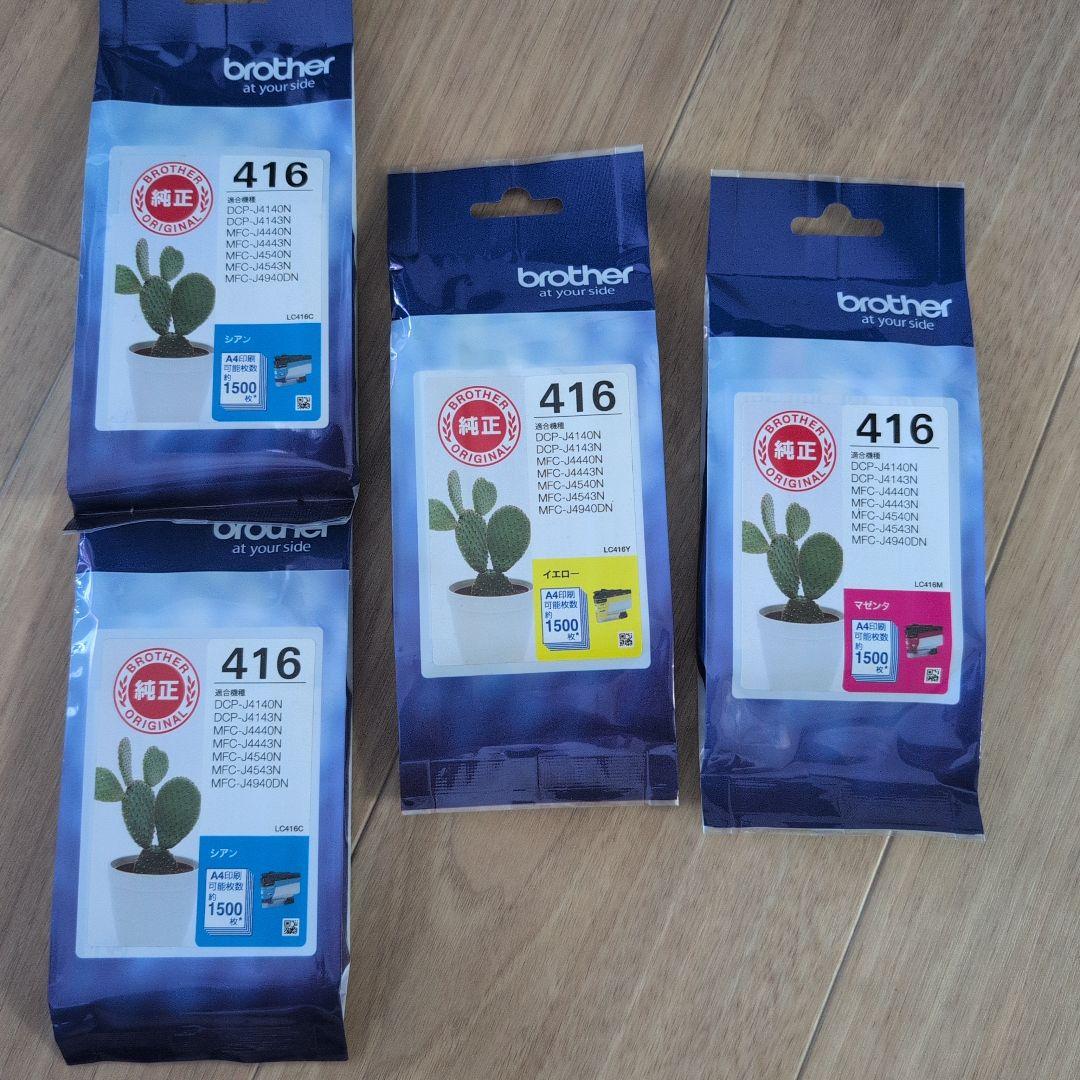 brother
at your side
BROTHER
純正
ORIGINAL
416
適合機種
DCP-J4140N
DCP-J4143N
MFC-J4440N
MFC-J4443N
MFC-J4540N
MFC-J4543N
MFC-J4940DN
LC416C
シアン
A4印刷
可能枚数
約
1500
枚*
brother
at your side
BROTHER
純正
ORIGINAL
416
適合機種
DCP-J4140N
DCP-J4143N
MFC-J4440N
MFC-J4443N
MFC-J4540N
MFC-J4543N
MFC-J4940DN
LC416C
シアン
A4印刷
可能枚数
約
1500
枚*
brother
at your side
BROTHER
純正
ORIGINAL
416
適合機種
DCP-J4140N
DCP-J4143N
MFC-J4440N
MFC-J4443N
MFC-J4540N
MFC-J4543N
MFC-J4940DN
LC416Y
イエロー
A4印刷
可能枚数
約
1500
枚*
brother
at your side
BROTHER
純正
ORIGINAL
416
適合機種
DCP-J4140N
DCP-J4143N
MFC-J4440N
MFC-J4443N
MFC-J4540N
MFC-J4543N
MFC-J4940DN
LC416M
マゼンタ
A4印刷
可能枚数
約
1500
枚*